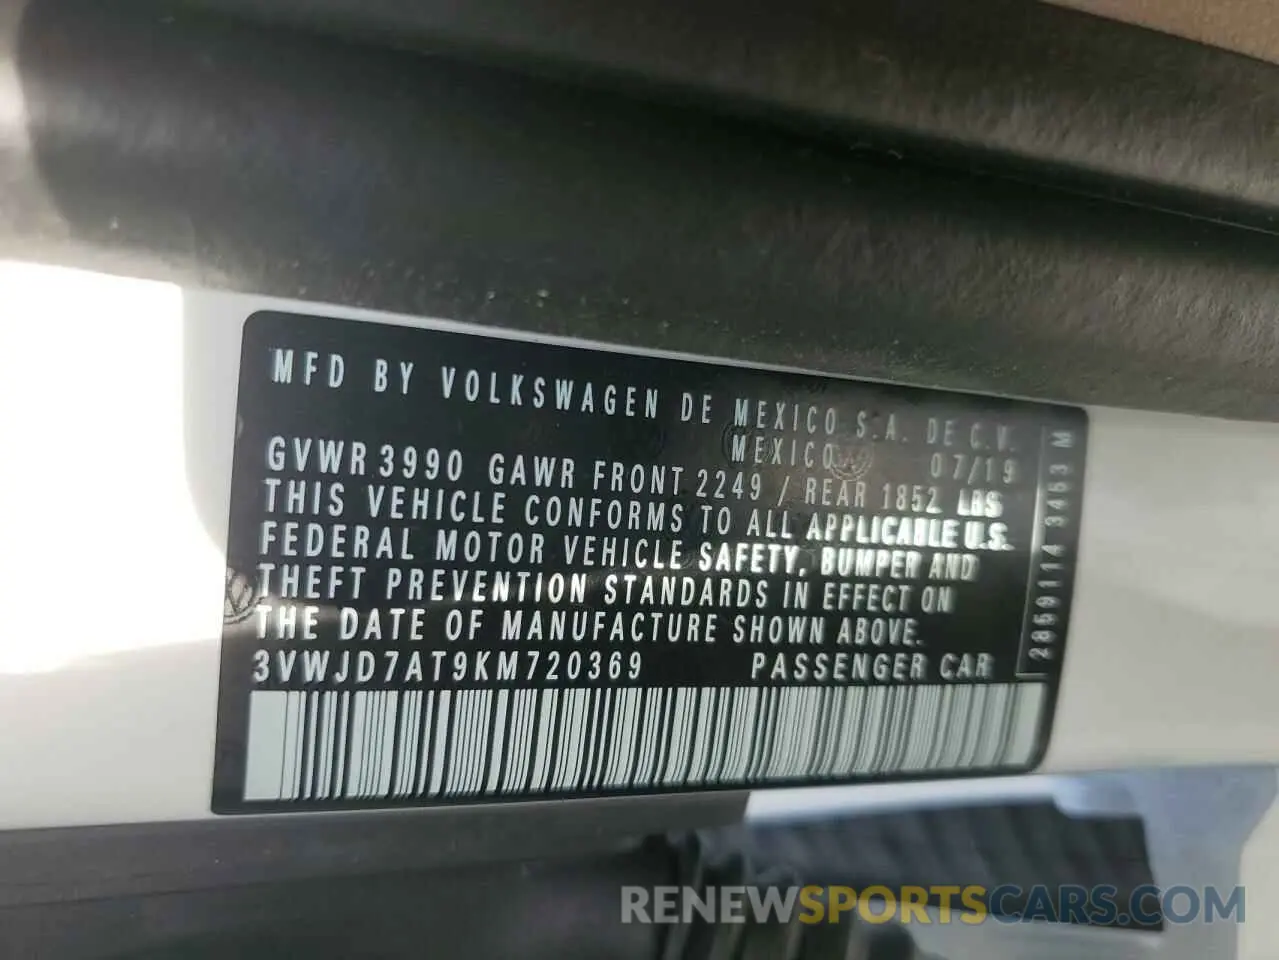 MFD BY VOLKSWAGEN DE MEXICO S.A. DE C.V.
MEXICO 07/19
GVWR 3990 GAWR FRONT 2249 / REAR 1852 LBS
THIS VEHICLE CONFORMS TO ALL APPLICABLE U.S.
FEDERAL MOTOR VEHICLE SAFETY, BUMPER AND
THEFT PREVENTION STANDARDS IN EFFECT ON
THE DATE OF MANUFACTURE SHOWN ABOVE.
3VWJD7AT9KM720369 PASSENGER CAR
2859114 3453 M
RENEWSPORTSCARS.COM